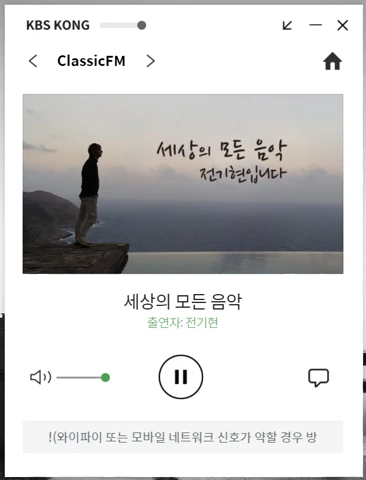 KBS KONG
ClassicFM
세상의 모든 음악
전기현입니다
세상의 모든 음악
출연자: 전기현
!(와이파이 또는 모바일 네트워크 신호가 약할 경우 방